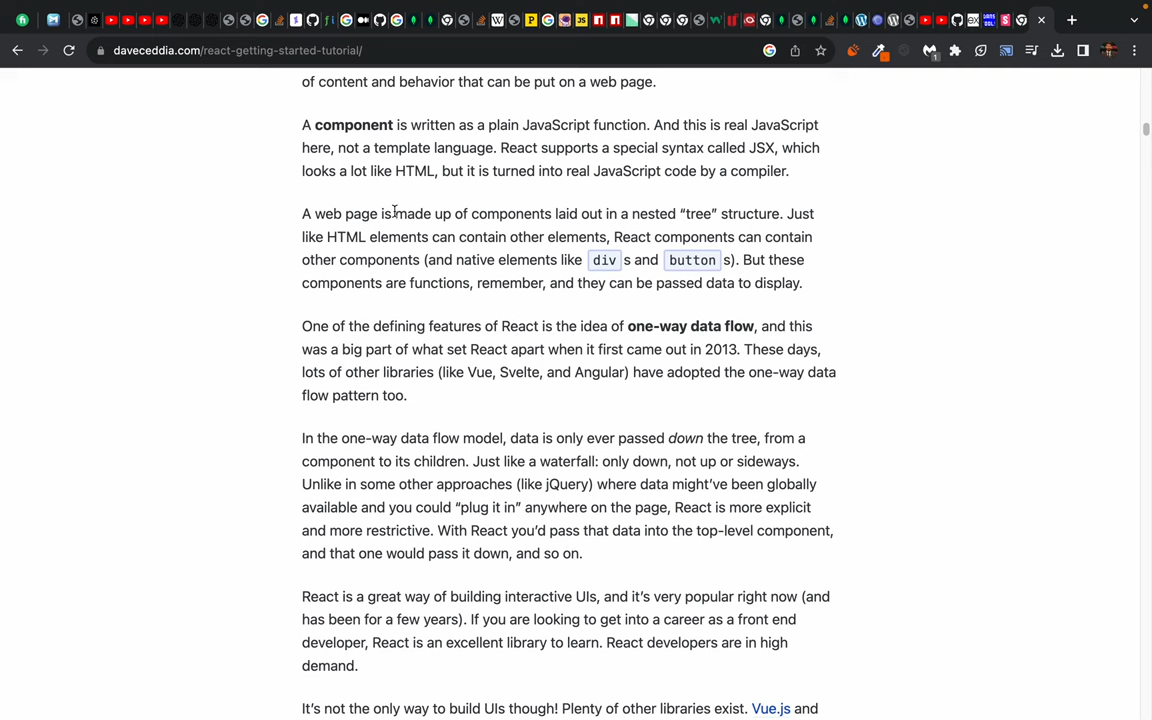 daveceddia.com/react-getting-started-tutorial/
of content and behavior that can be put on a web page.
A component is written as a plain JavaScript function. And this is real JavaScript
here, not a template language. React supports a special syntax called JSX, which
looks a lot like HTML, but it is turned into real JavaScript code by a compiler.
A web page is made up of components laid out in a nested “tree” structure. Just
like HTML elements can contain other elements, React components can contain
other components (and native elements like div s and button s). But these
components are functions, remember, and they can be passed data to display.
One of the defining features of React is the idea of one-way data flow, and this
was a big part of what set React apart when it first came out in 2013. These days,
lots of other libraries (like Vue, Svelte, and Angular) have adopted the one-way data
flow pattern too.
In the one-way data flow model, data is only ever passed down the tree, from a
component to its children. Just like a waterfall: only down, not up or sideways.
Unlike in some other approaches (like jQuery) where data might’ve been globally
available and you could “plug it in” anywhere on the page, React is more explicit
and more restrictive. With React you’d pass that data into the top-level component,
and that one would pass it down, and so on.
React is a great way of building interactive UIs, and it’s very popular right now (and
has been for a few years). If you are looking to get into a career as a front end
developer, React is an excellent library to learn. React developers are in high
demand.
It’s not the only way to build UIs though! Plenty of other libraries exist. Vue.js and